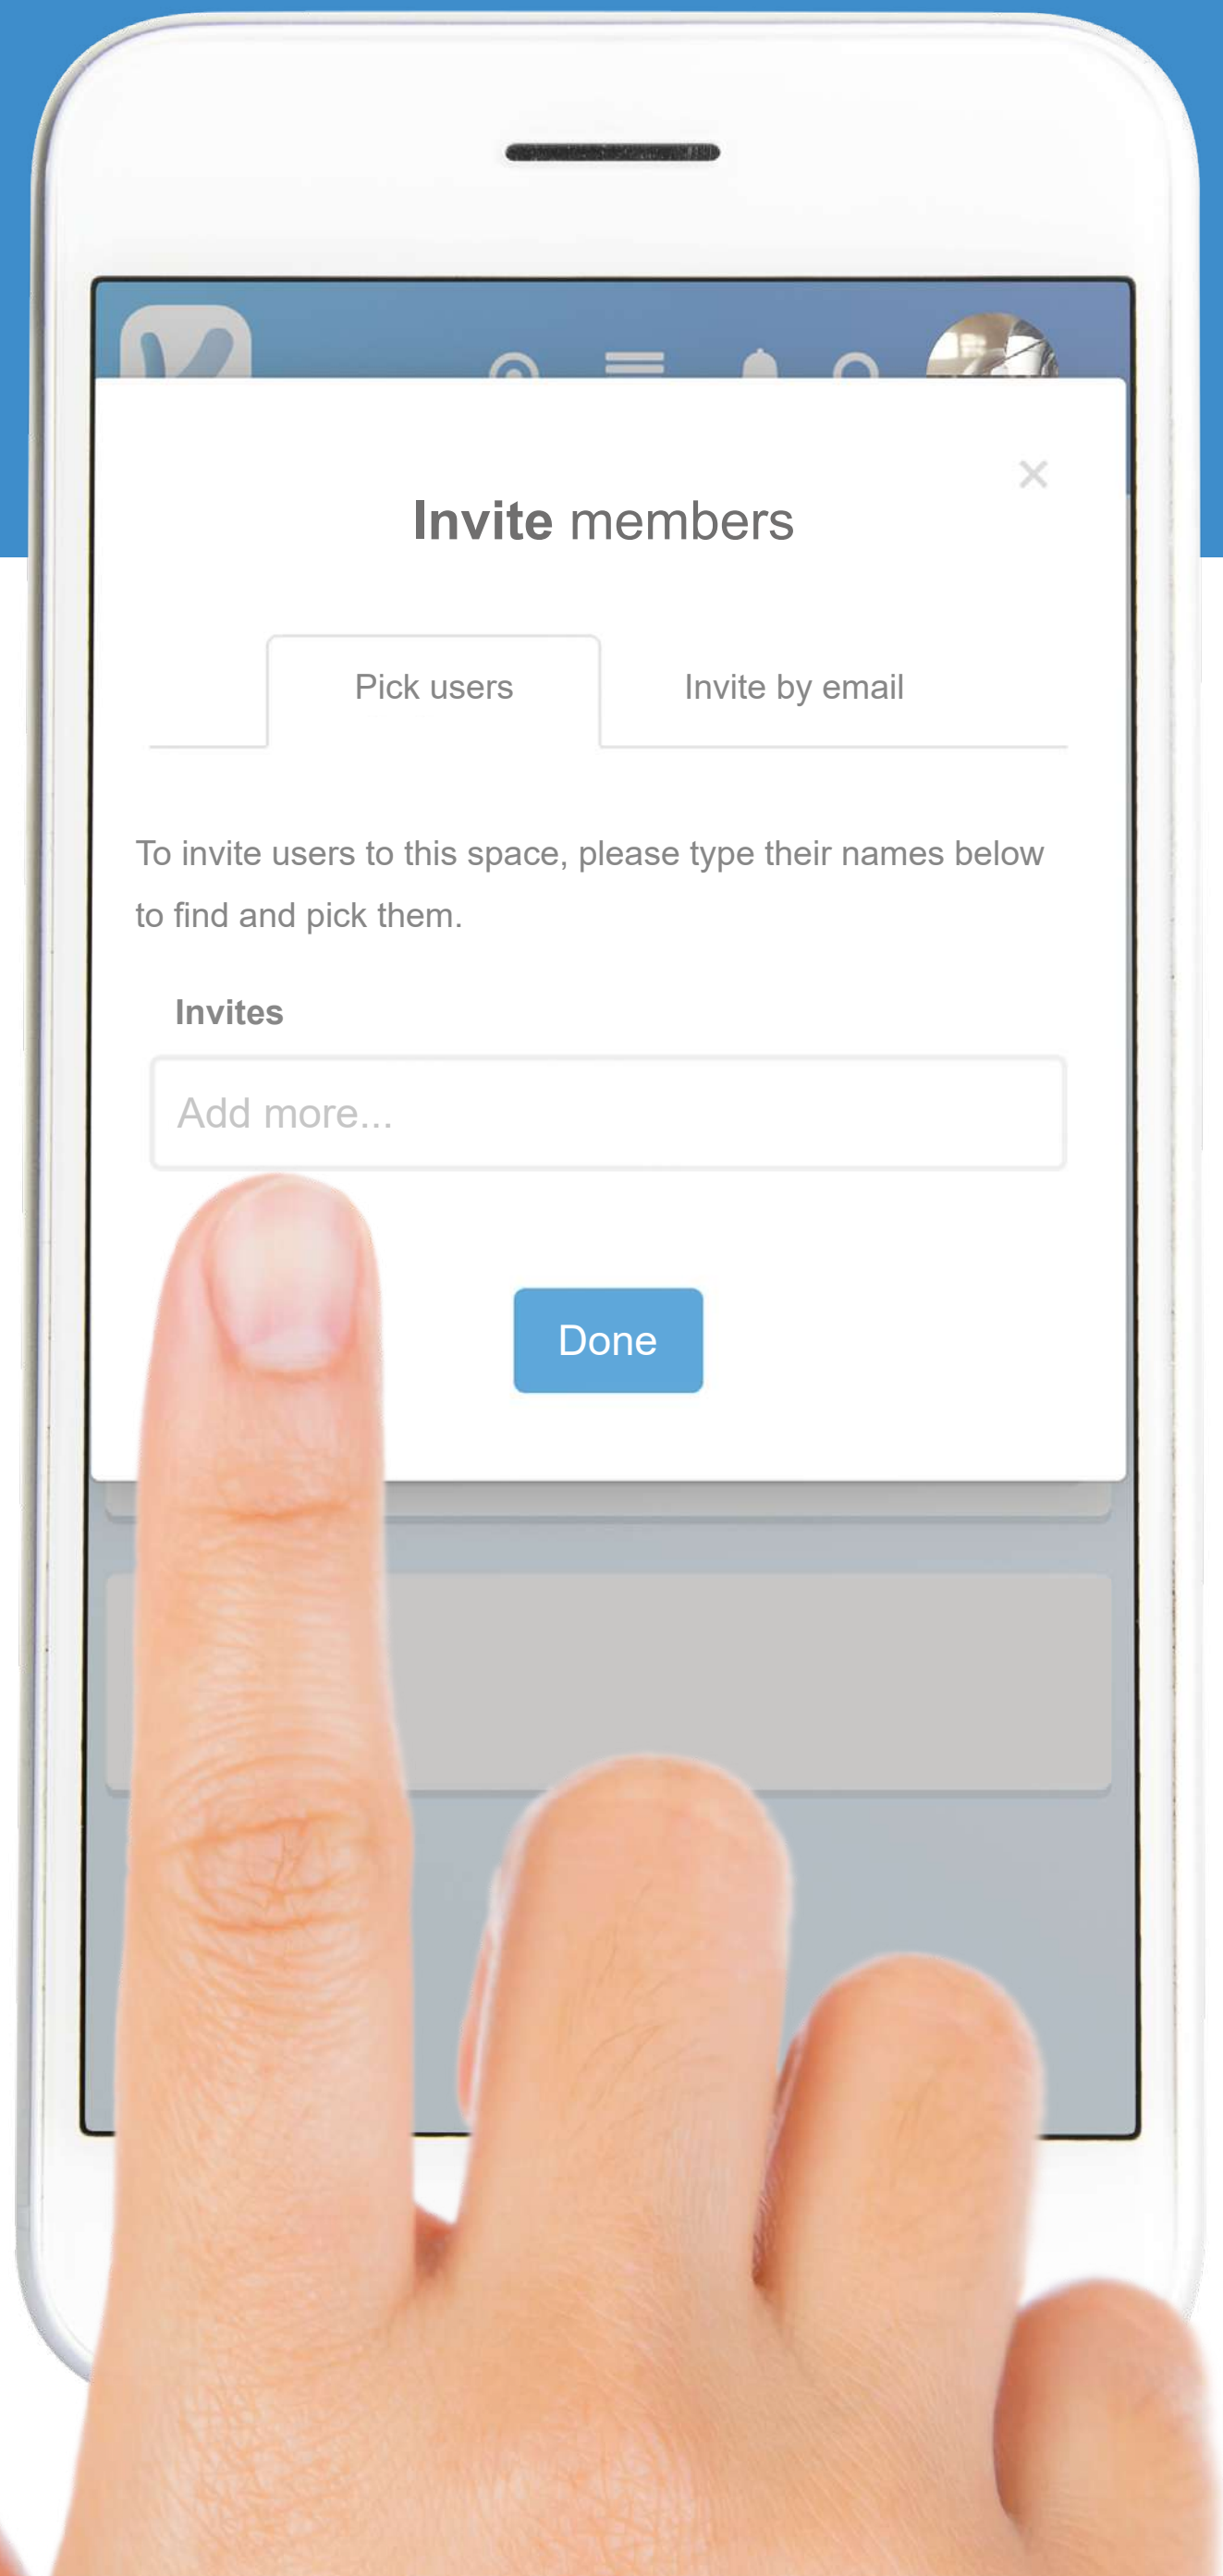 Invite members
Pick users
Invite by email
To invite users to this space, please type their names below
to find and pick them.
Invites
Add more...
Done